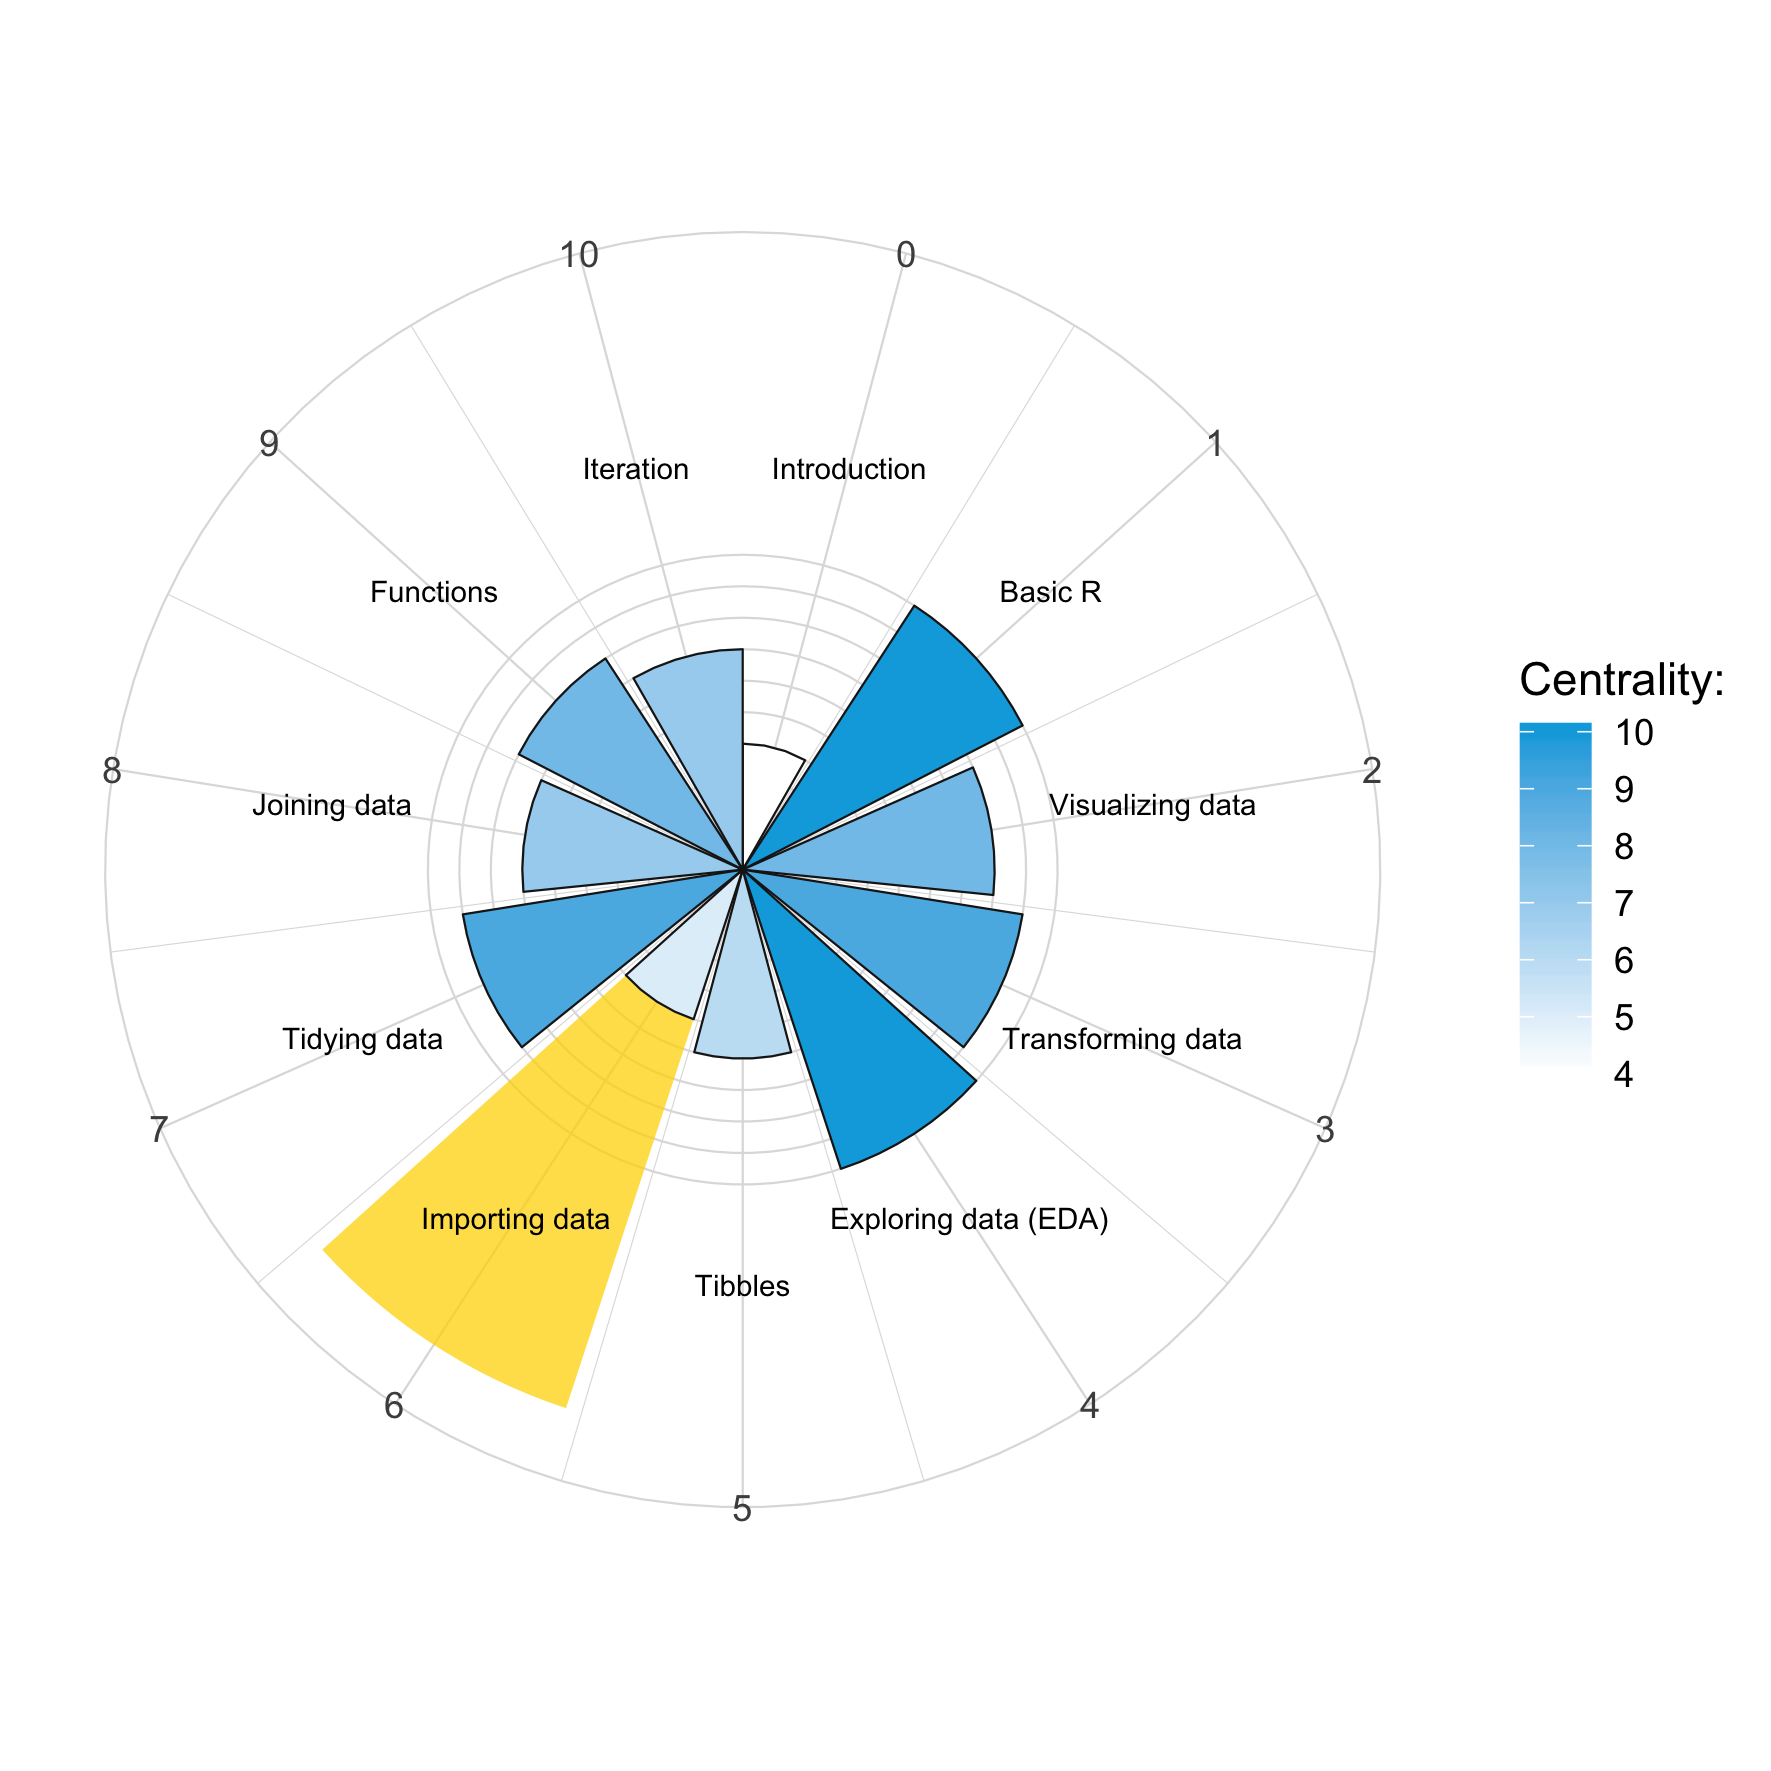 10
0
9
1
Iteration
Introduction
Functions
Basic R
8
2
Joining data
Visualizing data
Tidying data
Transforming data
7
3
Importing data
Exploring data (EDA)
Tibbles
6
4
5
Centrality:
10
9
8
7
6
5
4